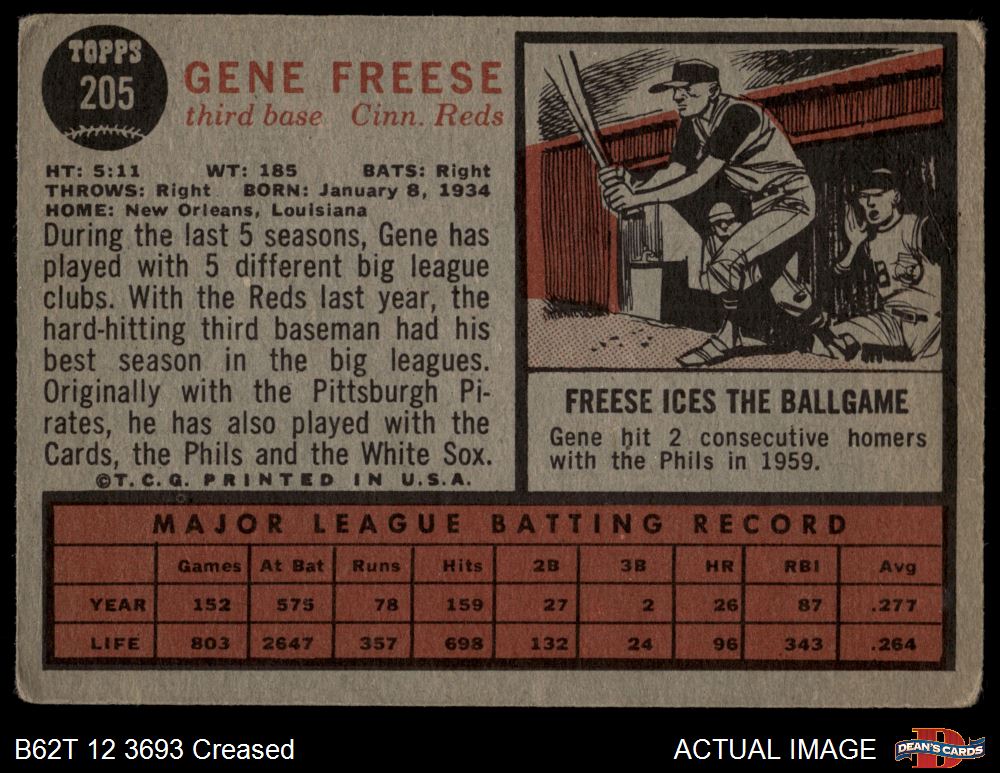 TOPPS
205
GENE FREESE
third base Cinn. Reds
HT: 5:11 WT: 185 BATS: Right
THROWS: Right BORN: January 8, 1934
HOME: New Orleans, Louisiana
During the last 5 seasons, Gene has
played with 5 different big league
clubs. With the Reds last year, the
hard-hitting third baseman had his
best season in the big leagues.
Originally with the Pittsburgh Pi-
rates, he has also played with the
Cards, the Phils and the White Sox.
©T.C.G. PRINTED IN U.S.A.
FREESE ICES THE BALLGAME
Gene hit 2 consecutive homers
with the Phils in 1959.
MAJOR LEAGUE BATTING RECORD
Games At Bat Runs Hits 2B 3B HR RBI Avg
YEAR 152 575 78 159 27 2 26 87 .277
LIFE 803 2647 357 698 132 24 96 343 .264
B62T 12 3693 Creased
ACTUAL IMAGE
DEAN'S CARDS